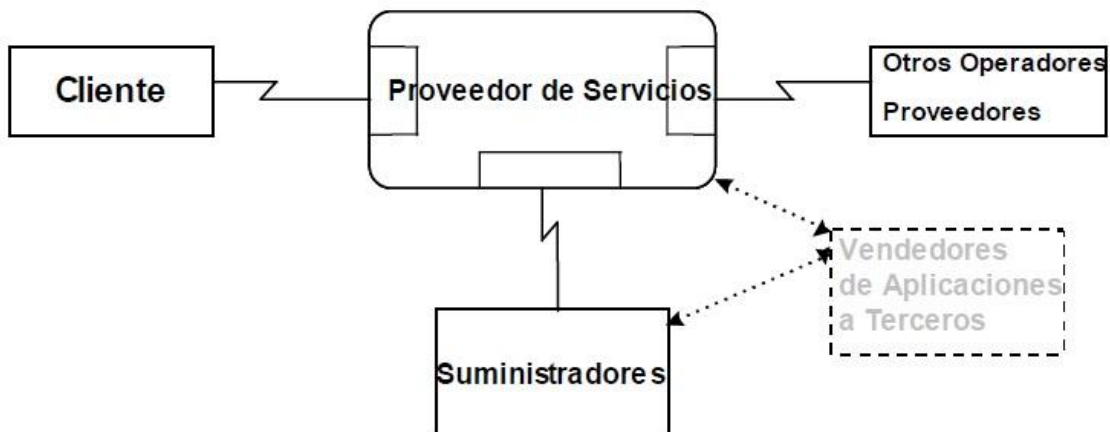 Cliente
Proveedor de Servicios
Otros Operadores
Proveedores
Vendedores
de Aplicaciones
a Terceros
Suministradores